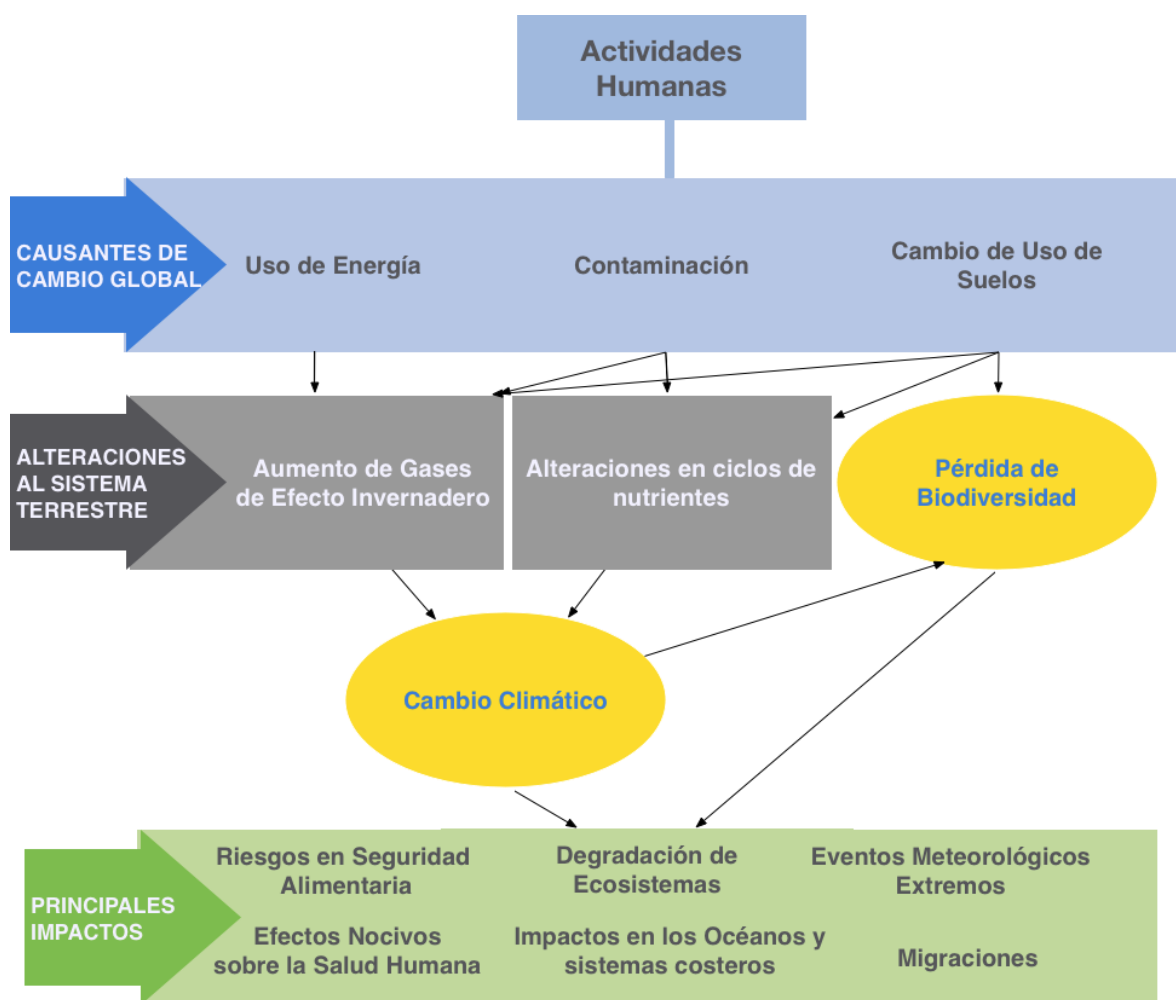 Actividades
Humanas
CAUSANTES DE
CAMBIO GLOBAL
Uso de Energía
Contaminación
Cambio de Uso de
Suelos
ALTERACIONES
AL SISTEMA
TERRESTRE
Aumento de Gases
de Efecto Invernadero
Alteraciones en ciclos de
nutrientes
Pérdida de
Biodiversidad
Cambio Climático
PRINCIPALES
IMPACTOS
Riesgos en Seguridad
Alimentaria
Degradación de
Ecosistemas
Eventos Meteorológicos
Extremos
Efectos Nocivos
sobre la Salud Humana
Impactos en los Océanos y
sistemas costeros
Migraciones